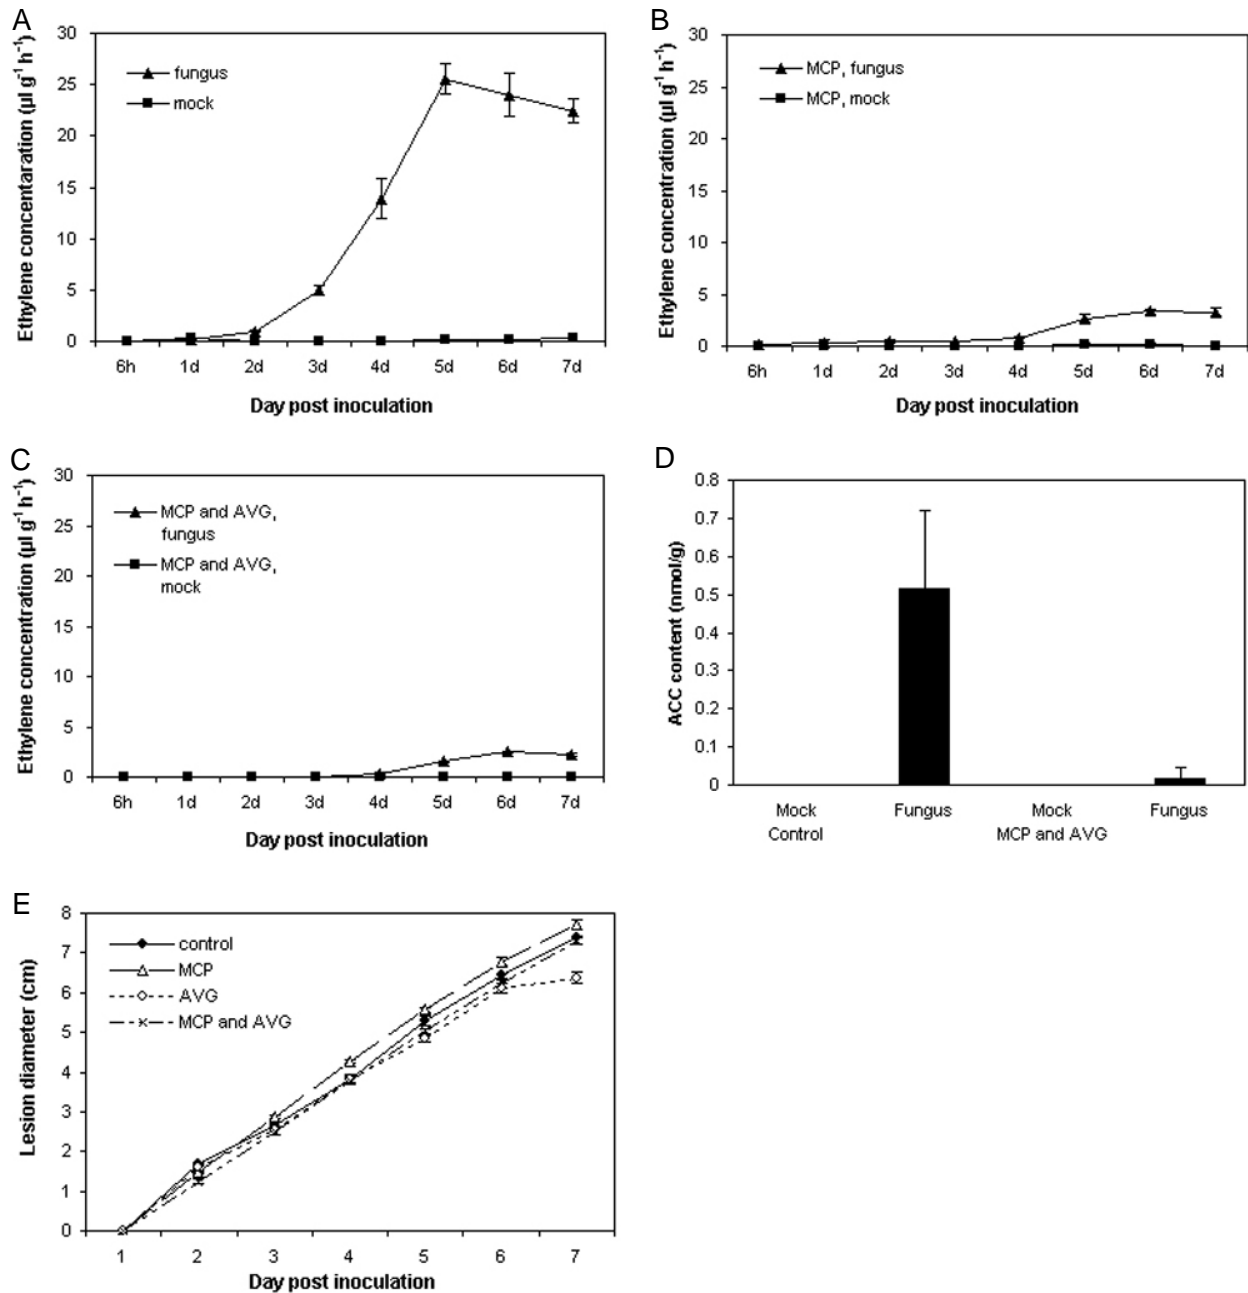 A
Ethylene concentaration (µl g⁻¹ h⁻¹)
30
25
20
15
10
5
0
fungus
mock
6h 1d 2d 3d 4d 5d 6d 7d
Day post inoculation
B
Ethylene concentration (µl g⁻¹ h⁻¹)
30
25
20
15
10
5
0
MCP, fungus
MCP, mock
6h 1d 2d 3d 4d 5d 6d 7d
Day post inoculation
C
Ethylene concentration (µl g⁻¹ h⁻¹)
30
25
20
15
10
5
0
MCP and AVG,
fungus
MCP and AVG,
mock
6h 1d 2d 3d 4d 5d 6d 7d
Day post inoculation
D
ACC content (nmol/g)
0.8
0.7
0.6
0.5
0.4
0.3
0.2
0.1
0
Mock Fungus Mock Fungus
Control MCP and AVG
E
Lesion diameter (cm)
8
7
6
5
4
3
2
1
0
control
MCP
AVG
MCP and AVG
1 2 3 4 5 6 7
Day post inoculation